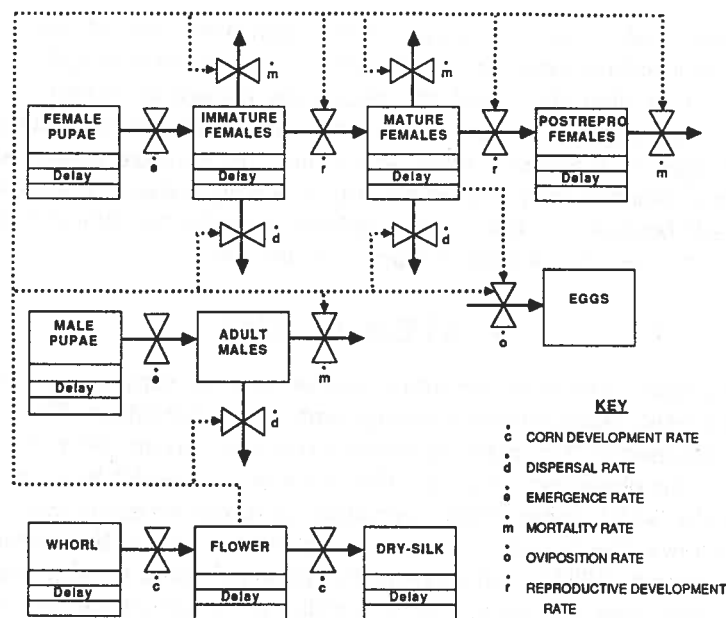 ṁ
ṁ
FEMALE
PUPAE
Delay
ė
IMMATURE
FEMALES
Delay
ṙ
MATURE
FEMALES
Delay
ṙ
POSTREPRO
FEMALES
Delay
ṁ
ḋ
ḋ
MALE
PUPAE
Delay
ė
ADULT
MALES
ṁ
ȯ
EGGS
ḋ
WHORL
Delay
ċ
FLOWER
Delay
ċ
DRY-SILK
Delay
KEY
ċ CORN DEVELOPMENT RATE
ḋ DISPERSAL RATE
ė EMERGENCE RATE
ṁ MORTALITY RATE
ȯ OVIPOSITION RATE
ṙ REPRODUCTIVE DEVELOPMENT
RATE